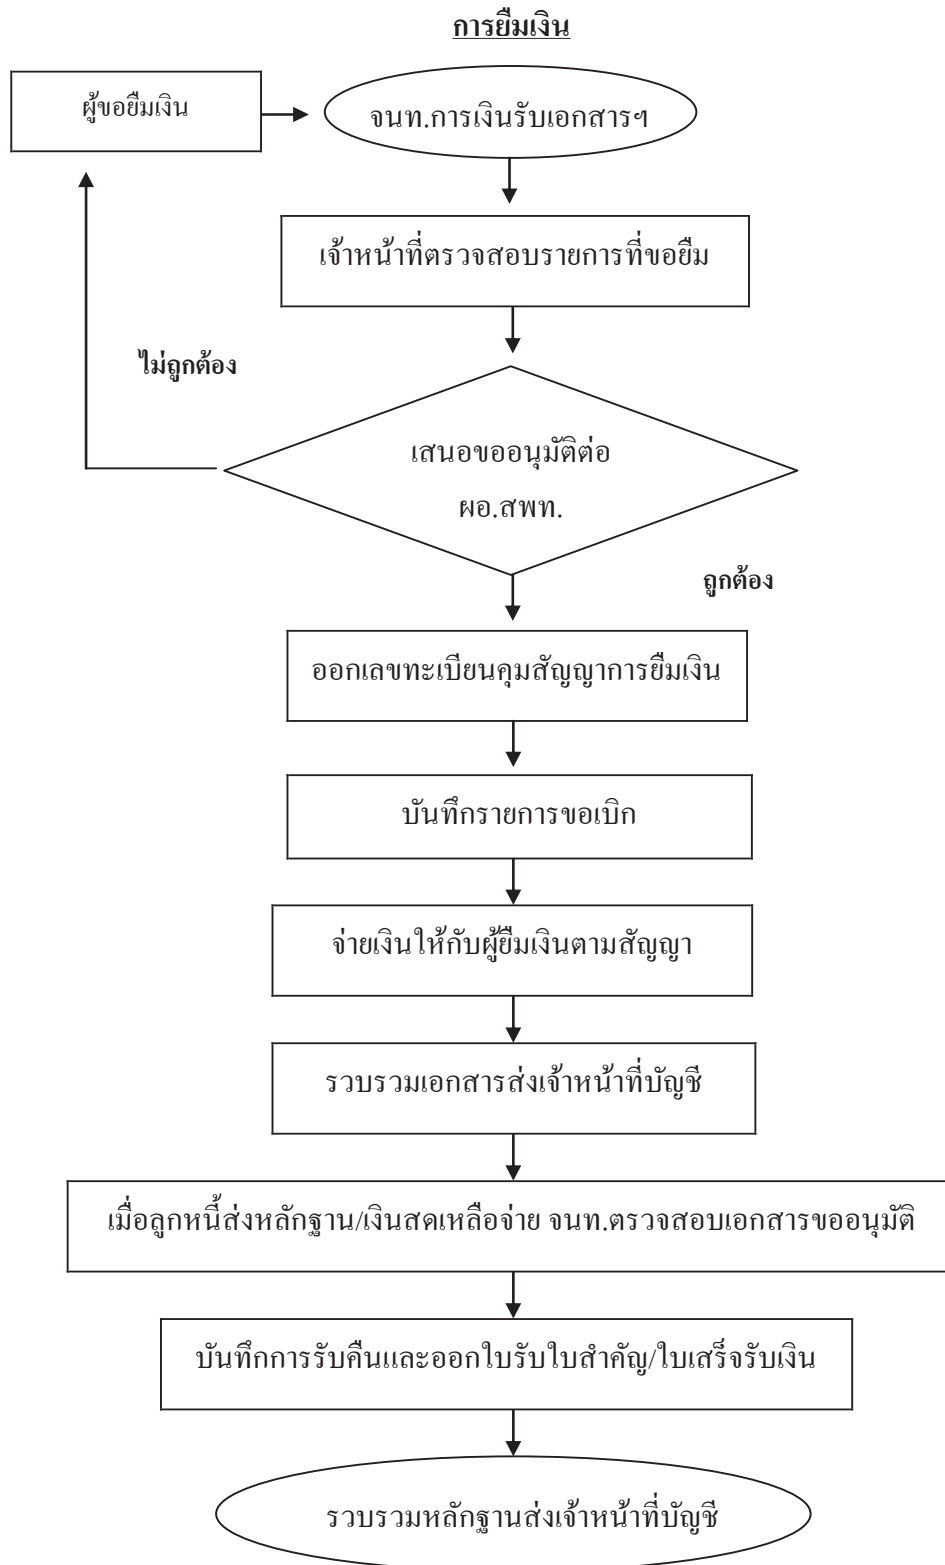 การยืมเงิน
ผู้ขอยืมเงิน
จนท.การเงินรับเอกสารฯ
เจ้าหน้าที่ตรวจสอบรายการที่ขอยืม
ไม่ถูกต้อง
เสนอขออนุมัติต่อ
ผอ.สพท.
ถูกต้อง
ออกเลขทะเบียนคุมสัญญาการยืมเงิน
บันทึกรายการขอเบิก
จ่ายเงินให้กับผู้ยืมเงินตามสัญญา
รวบรวมเอกสารส่งเจ้าหน้าที่บัญชี
เมื่อลูกหนี้ส่งหลักฐาน/เงินสดเหลือจ่าย จนท.ตรวจสอบเอกสารขออนุมัติ
บันทึกการรับคืนและออกใบรับใบสำคัญ/ใบเสร็จรับเงิน
รวบรวมหลักฐานส่งเจ้าหน้าที่บัญชี